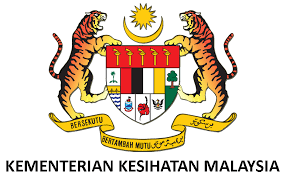 BERSEKUTU
BERTAMBAH MUTU
KEMENTERIAN KESIHATAN MALAYSIA